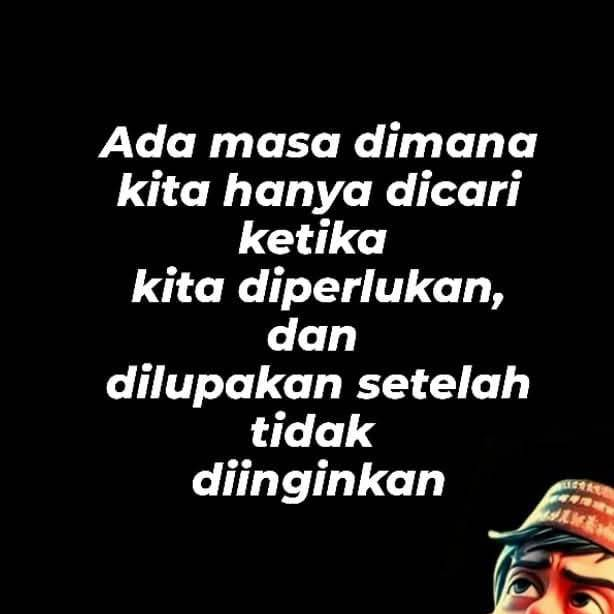 Ada masa dimana
kita hanya dicari
ketika
kita diperlukan,
dan
dilupakan setelah
tidak
diinginkan